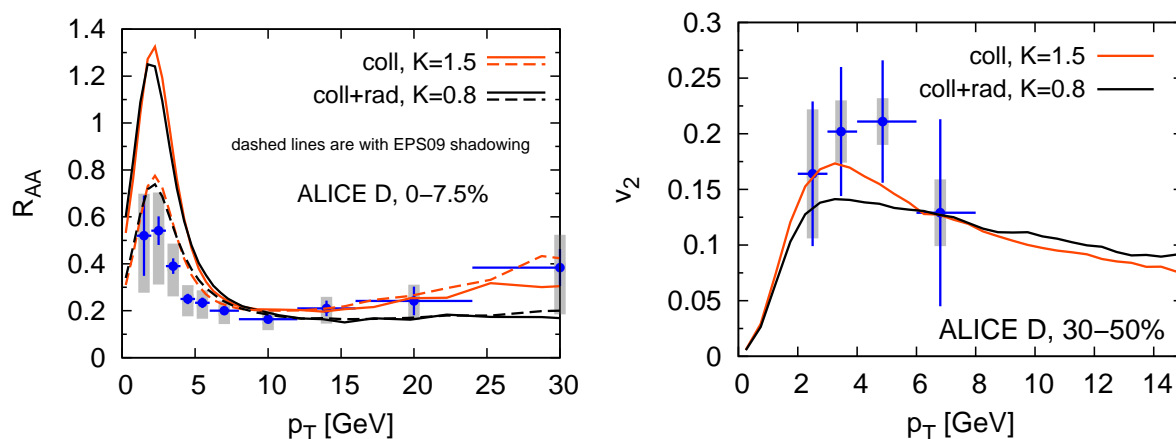 R_AA
1.4
1.2
1
0.8
0.6
0.4
0.2
0
coll, K=1.5
coll+rad, K=0.8
dashed lines are with EPS09 shadowing
ALICE D, 0−7.5%
0 5 10 15 20 25 30
p_T [GeV]
v_2
0.3
0.25
0.2
0.15
0.1
0.05
0
coll, K=1.5
coll+rad, K=0.8
ALICE D, 30−50%
0 2 4 6 8 10 12 14
p_T [GeV]